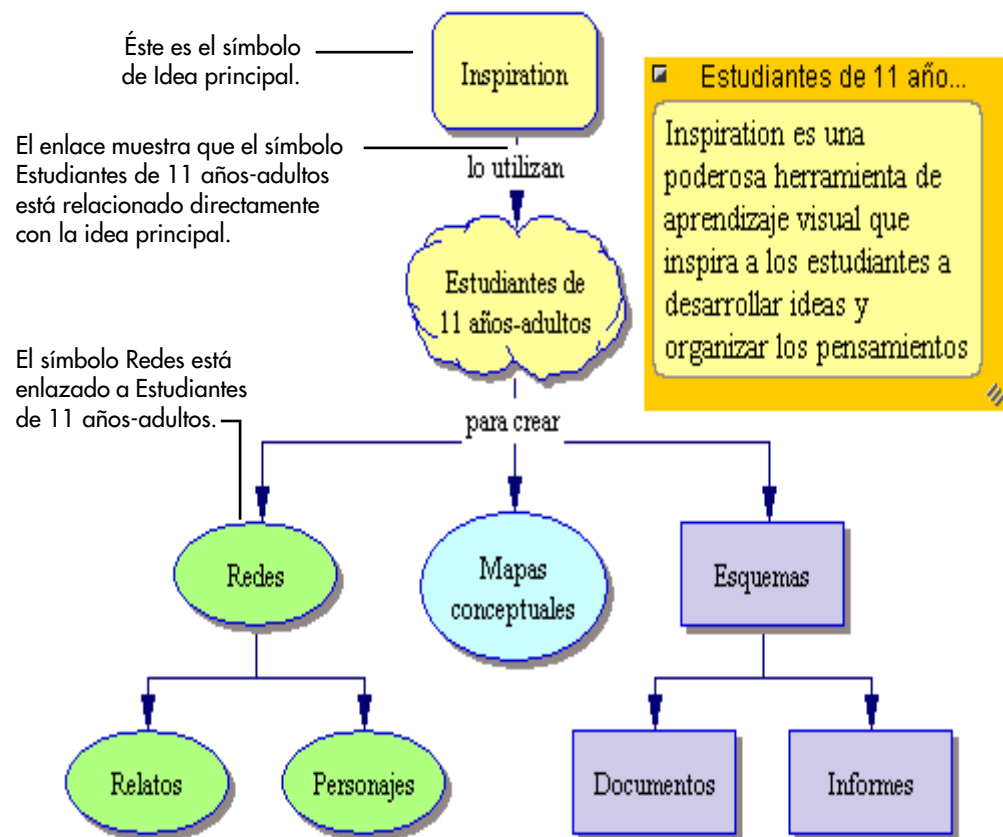 Éste es el símbolo
de Idea principal.
Inspiration
El enlace muestra que el símbolo
Estudiantes de 11 años-adultos
está relacionado directamente
con la idea principal.
lo utilizan
Estudiantes de 11 año...
Inspiration es una
poderosa herramienta de
aprendizaje visual que
inspira a los estudiantes a
desarrollar ideas y
organizar los pensamientos
Estudiantes de
11 años-adultos
El símbolo Redes está
enlazado a Estudiantes
de 11 años-adultos.
para crear
Redes
Mapas
conceptuales
Esquemas
Relatos
Personajes
Documentos
Informes